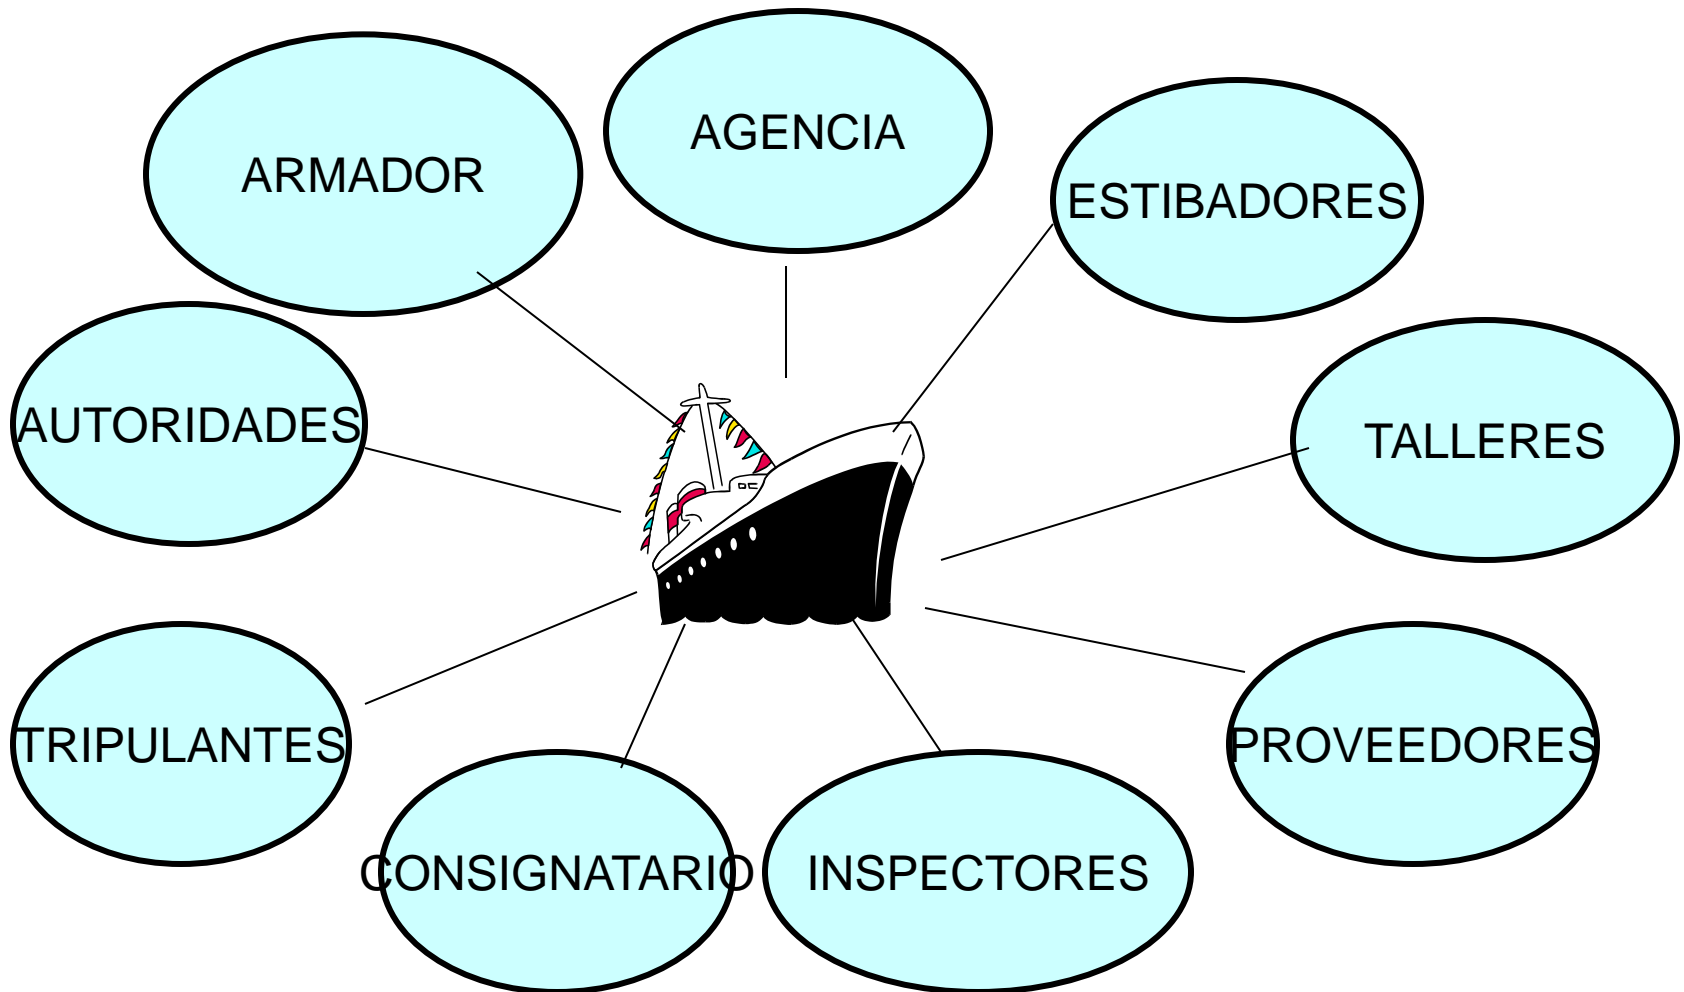 AGENCIA
ARMADOR
ESTIBADORES
AUTORIDADES
TALLERES
TRIPULANTES
PROVEEDORES
CONSIGNATARIO
INSPECTORES